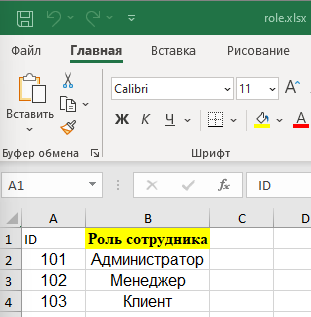 role.xlsx
Файл Главная Вставка Рисование
Calibri 11 A
Вставить
Ж К Ч A
Буфер обмена Шрифт
A1 fx ID
A B C D
1 ID Роль сотрудника
2 101 Администратор
3 102 Менеджер
4 103 Клиент